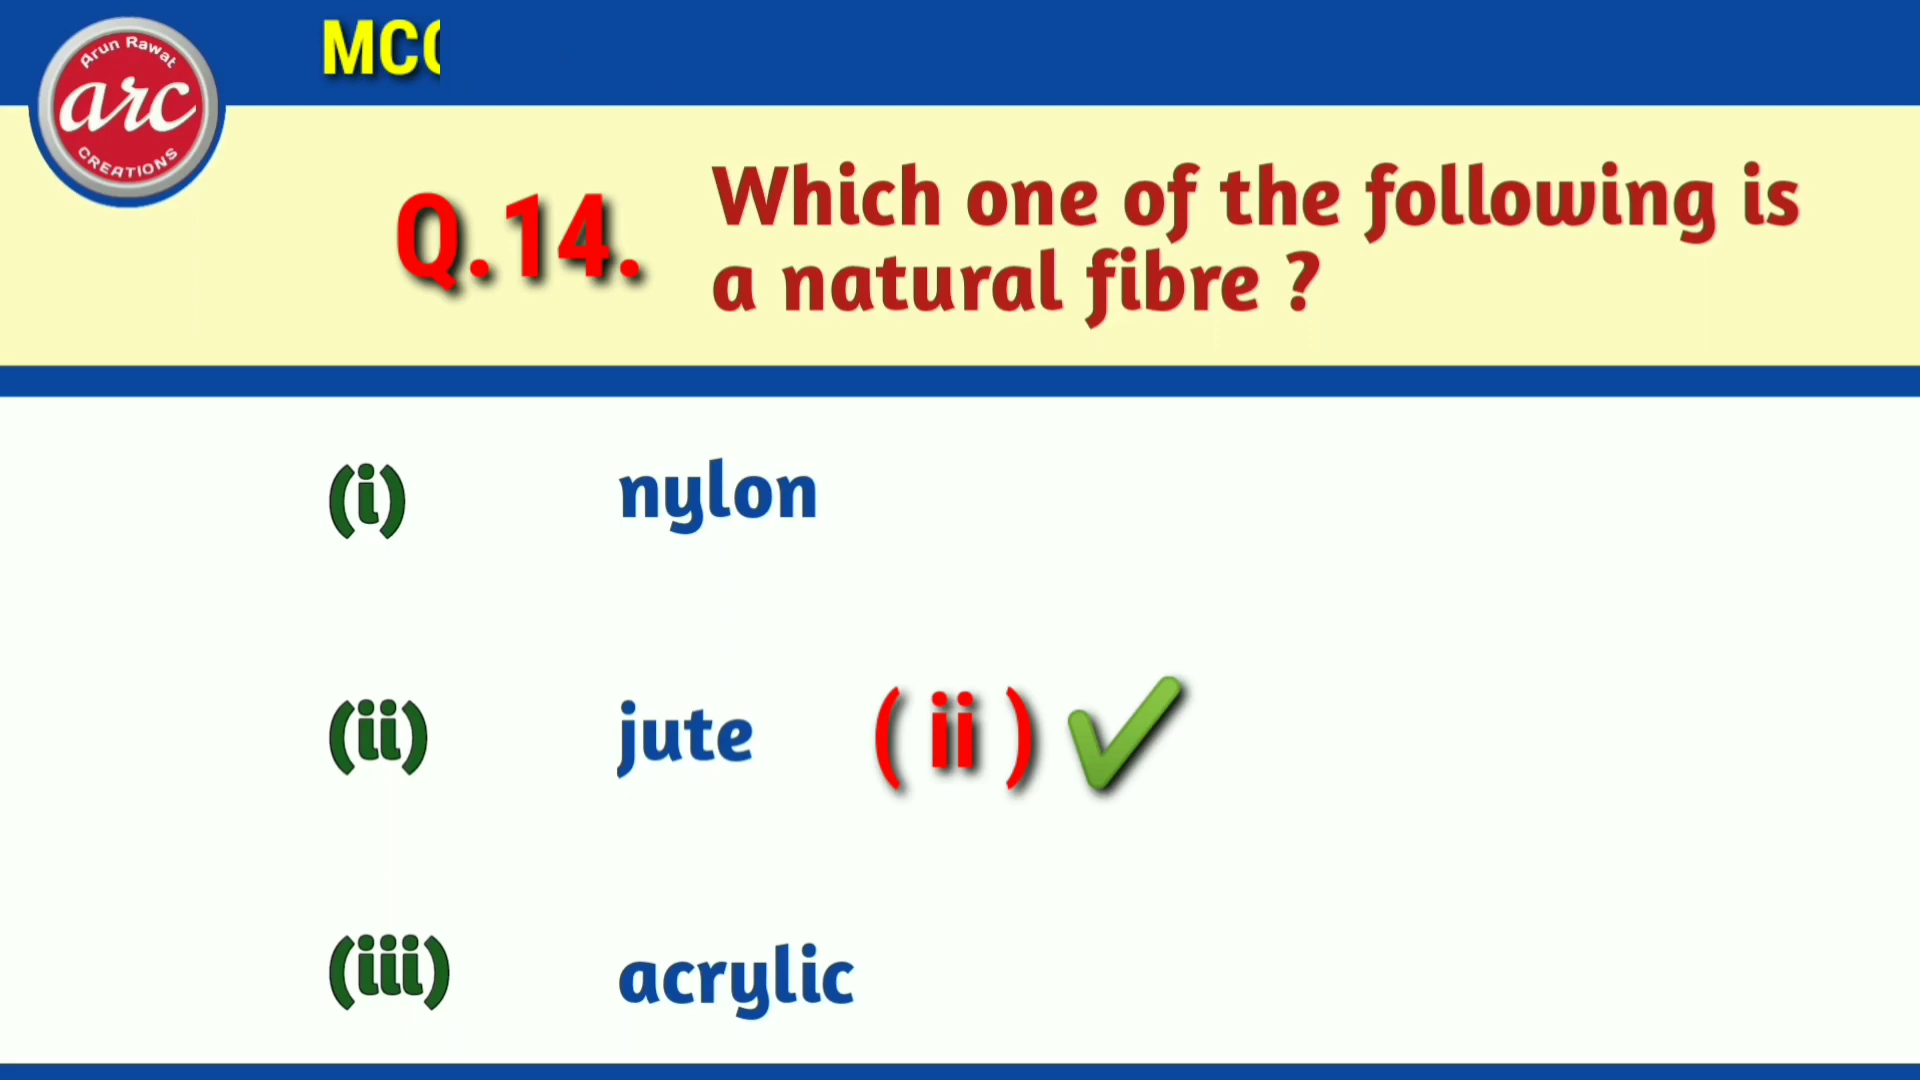 Arun Rawat
arc
CREATIONS
MC
Q.14.
Which one of the following is
a natural fibre ?
(i) nylon
(ii) jute ( ii ) ✔
(iii) acrylic